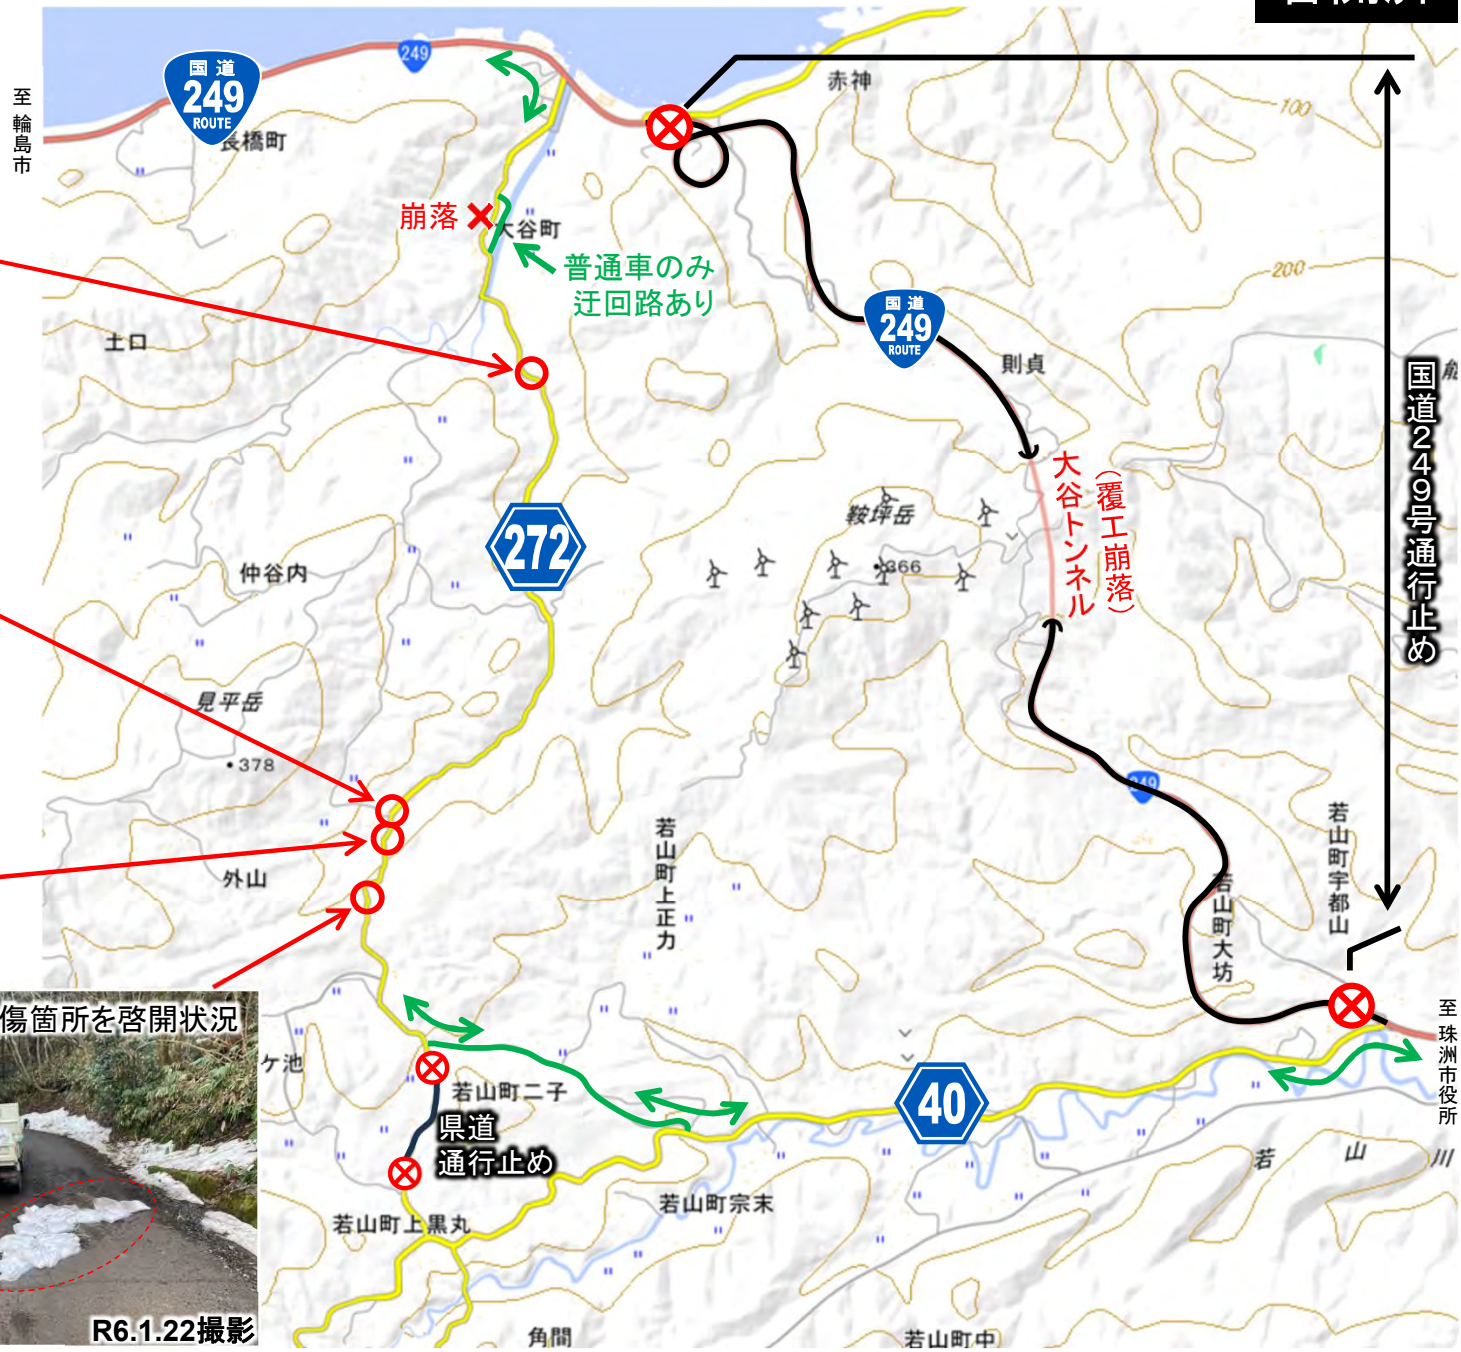 国道
249
ROUTE
249
至 輪島市
長橋町
赤神
100
崩落
大谷町
普通車のみ
迂回路あり
200
土口
国道
249
ROUTE
則貞
国道249号通行止め
大谷トンネル
（覆工崩落）
鞍坪岳
366
272
仲谷内
見平岳
378
249
若山町上正力
若山町宇都山
外山
若山町大坊
傷箇所を啓開状況
至 珠洲市役所
ケ池
若山町二子
40
県道
通行止め
若山川
若山町宗末
若山町上黒丸
R6.1.22撮影
角間
若山町中